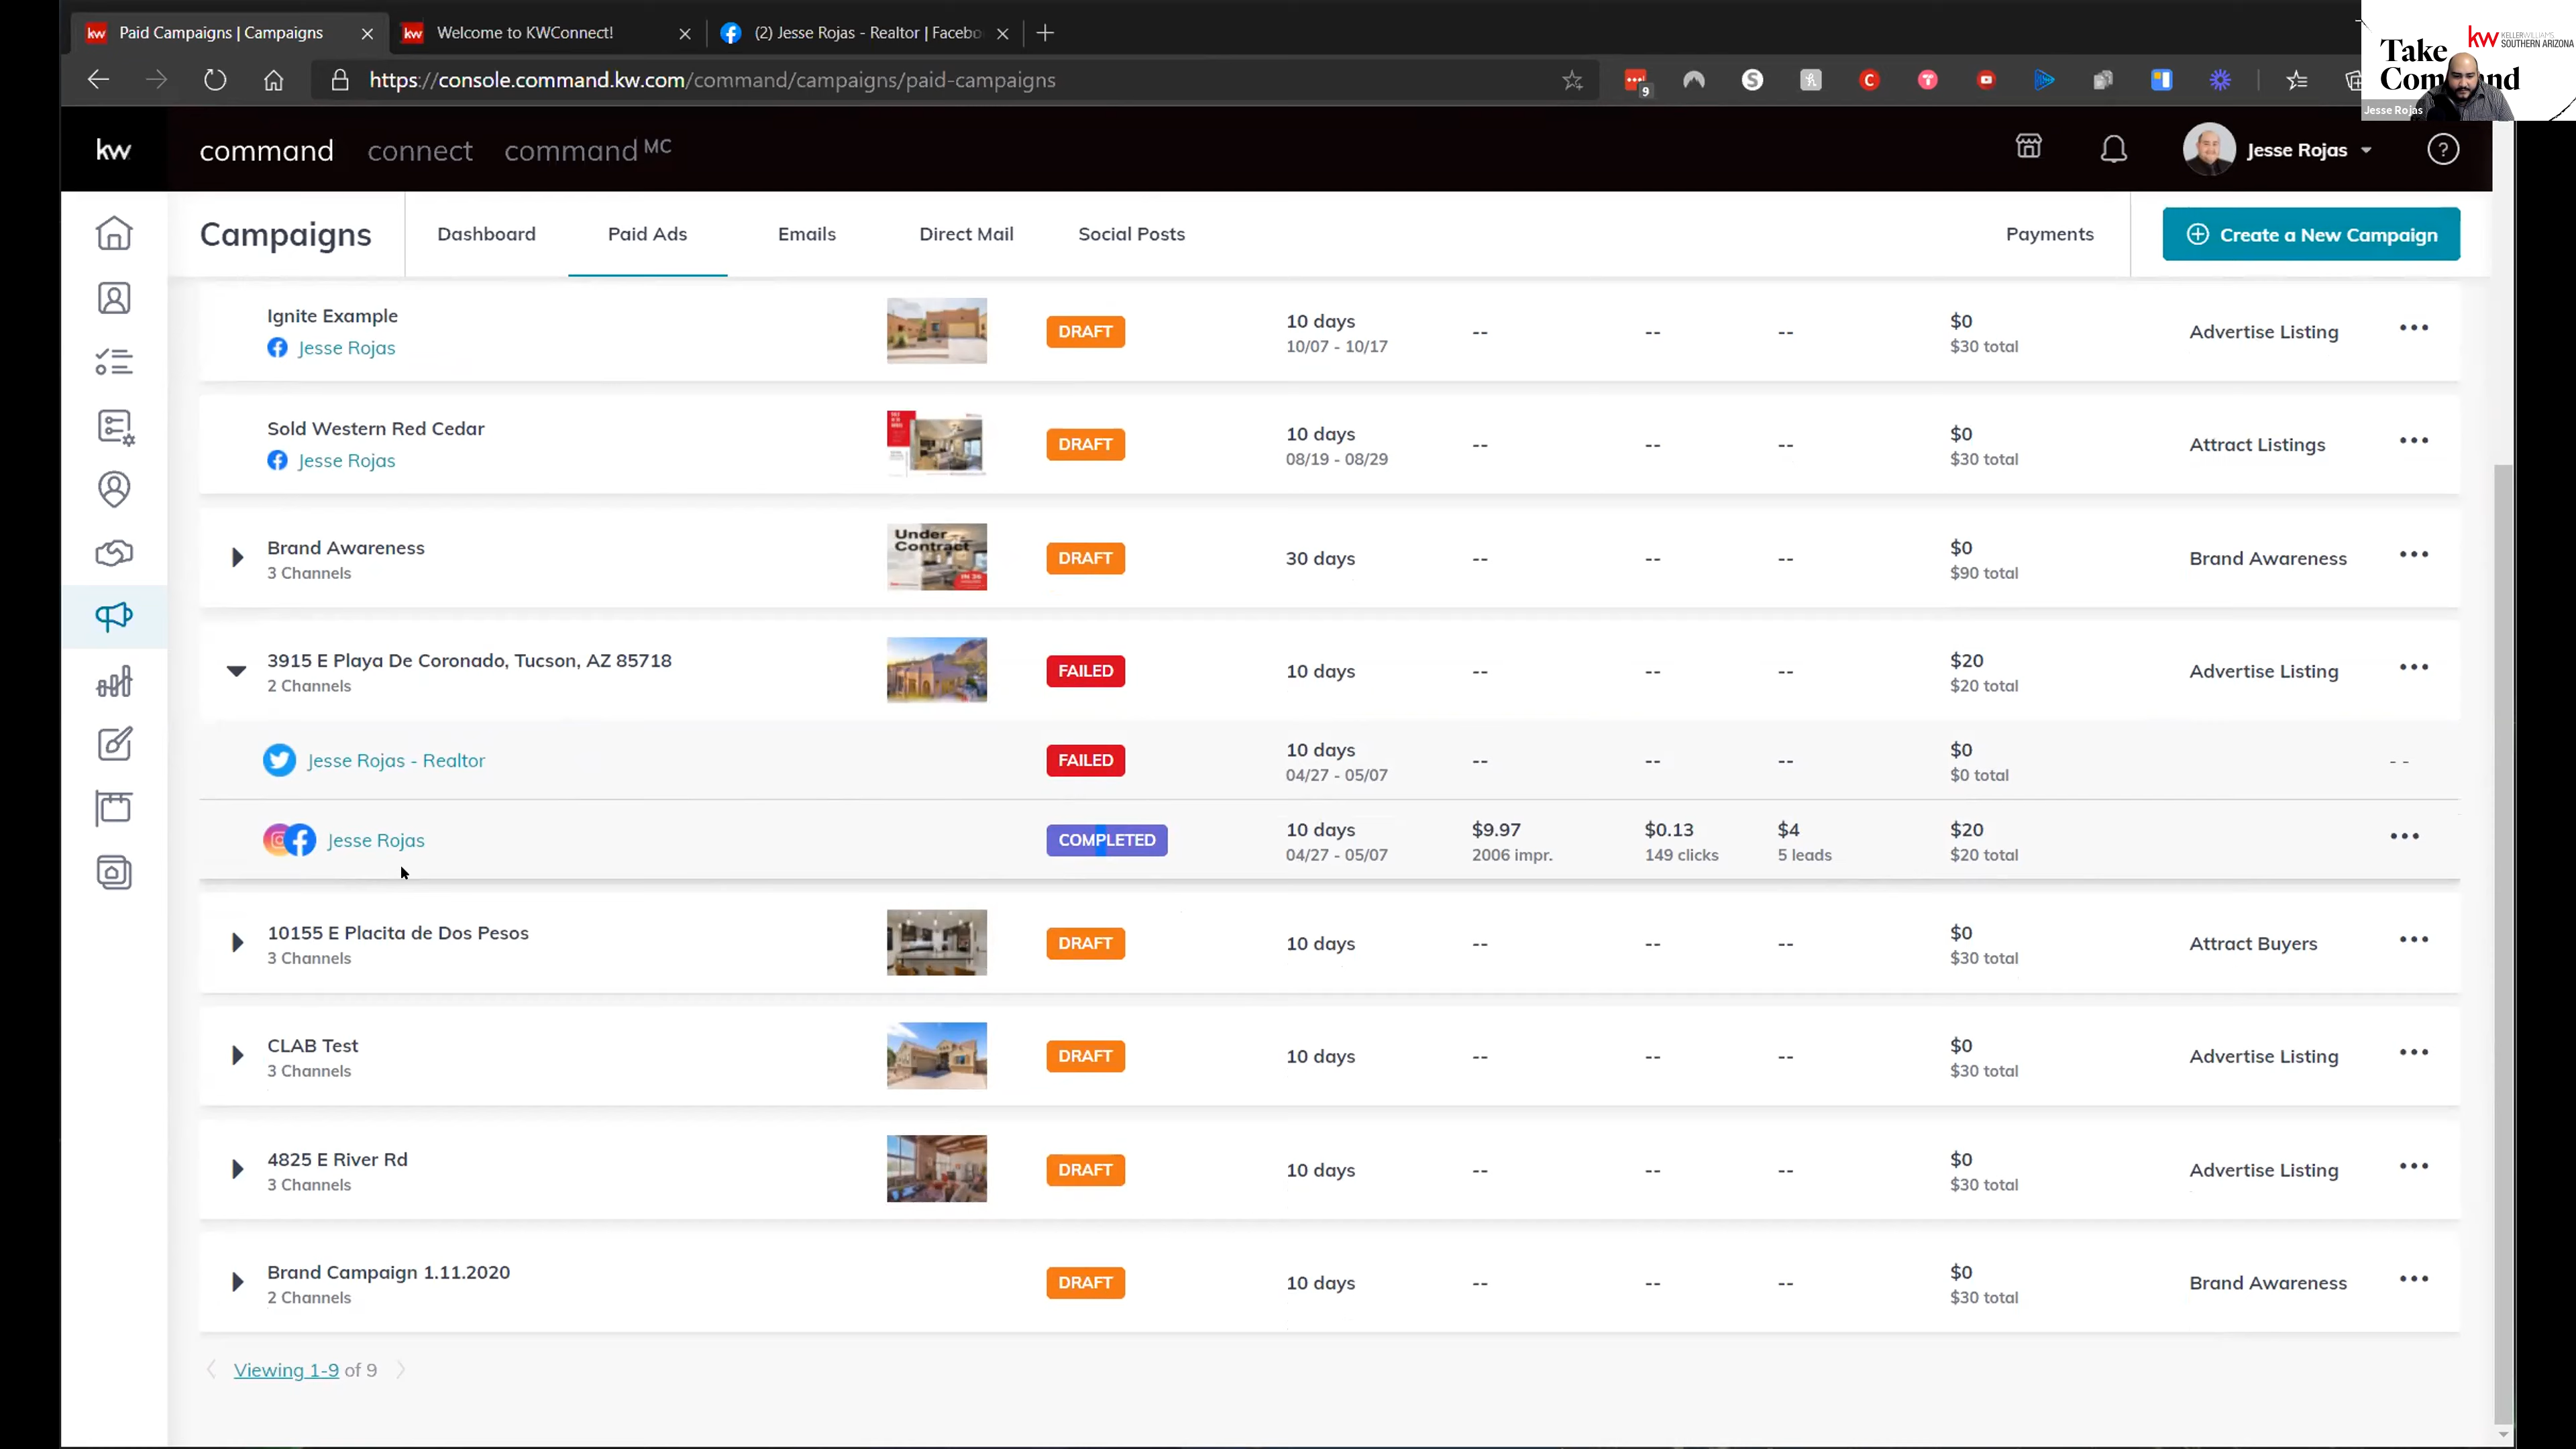 Paid Campaigns | Campaigns
Welcome to KWConnect!
(2) Jesse Rojas - Realtor | Facebo
https://console.command.kw.com/command/campaigns/paid-campaigns
9
Take
Command
kw KELLERWILLIAMS
SOUTHERN ARIZONA
Jesse Rojas
kw
command connect command MC
Jesse Rojas
Campaigns
Dashboard
Paid Ads
Emails
Direct Mail
Social Posts
Payments
Create a New Campaign
Ignite Example
Jesse Rojas
DRAFT
10 days
10/07 - 10/17
--
--
--
$0
$30 total
Advertise Listing
Sold Western Red Cedar
Jesse Rojas
DRAFT
10 days
08/19 - 08/29
--
--
--
$0
$30 total
Attract Listings
Brand Awareness
3 Channels
Under
Contract
DRAFT
30 days
--
--
--
$0
$90 total
Brand Awareness
3915 E Playa De Coronado, Tucson, AZ 85718
2 Channels
FAILED
10 days
--
--
--
$20
$20 total
Advertise Listing
Jesse Rojas - Realtor
FAILED
10 days
04/27 - 05/07
--
--
--
$0
$0 total
--
Jesse Rojas
COMPLETED
10 days
04/27 - 05/07
$9.97
2006 impr.
$0.13
149 clicks
$4
5 leads
$20
$20 total
10155 E Placita de Dos Pesos
3 Channels
DRAFT
10 days
--
--
--
$0
$30 total
Attract Buyers
CLAB Test
3 Channels
DRAFT
10 days
--
--
--
$0
$30 total
Advertise Listing
4825 E River Rd
3 Channels
DRAFT
10 days
--
--
--
$0
$30 total
Advertise Listing
Brand Campaign 1.11.2020
2 Channels
DRAFT
10 days
--
--
--
$0
$30 total
Brand Awareness
Viewing 1-9 of 9